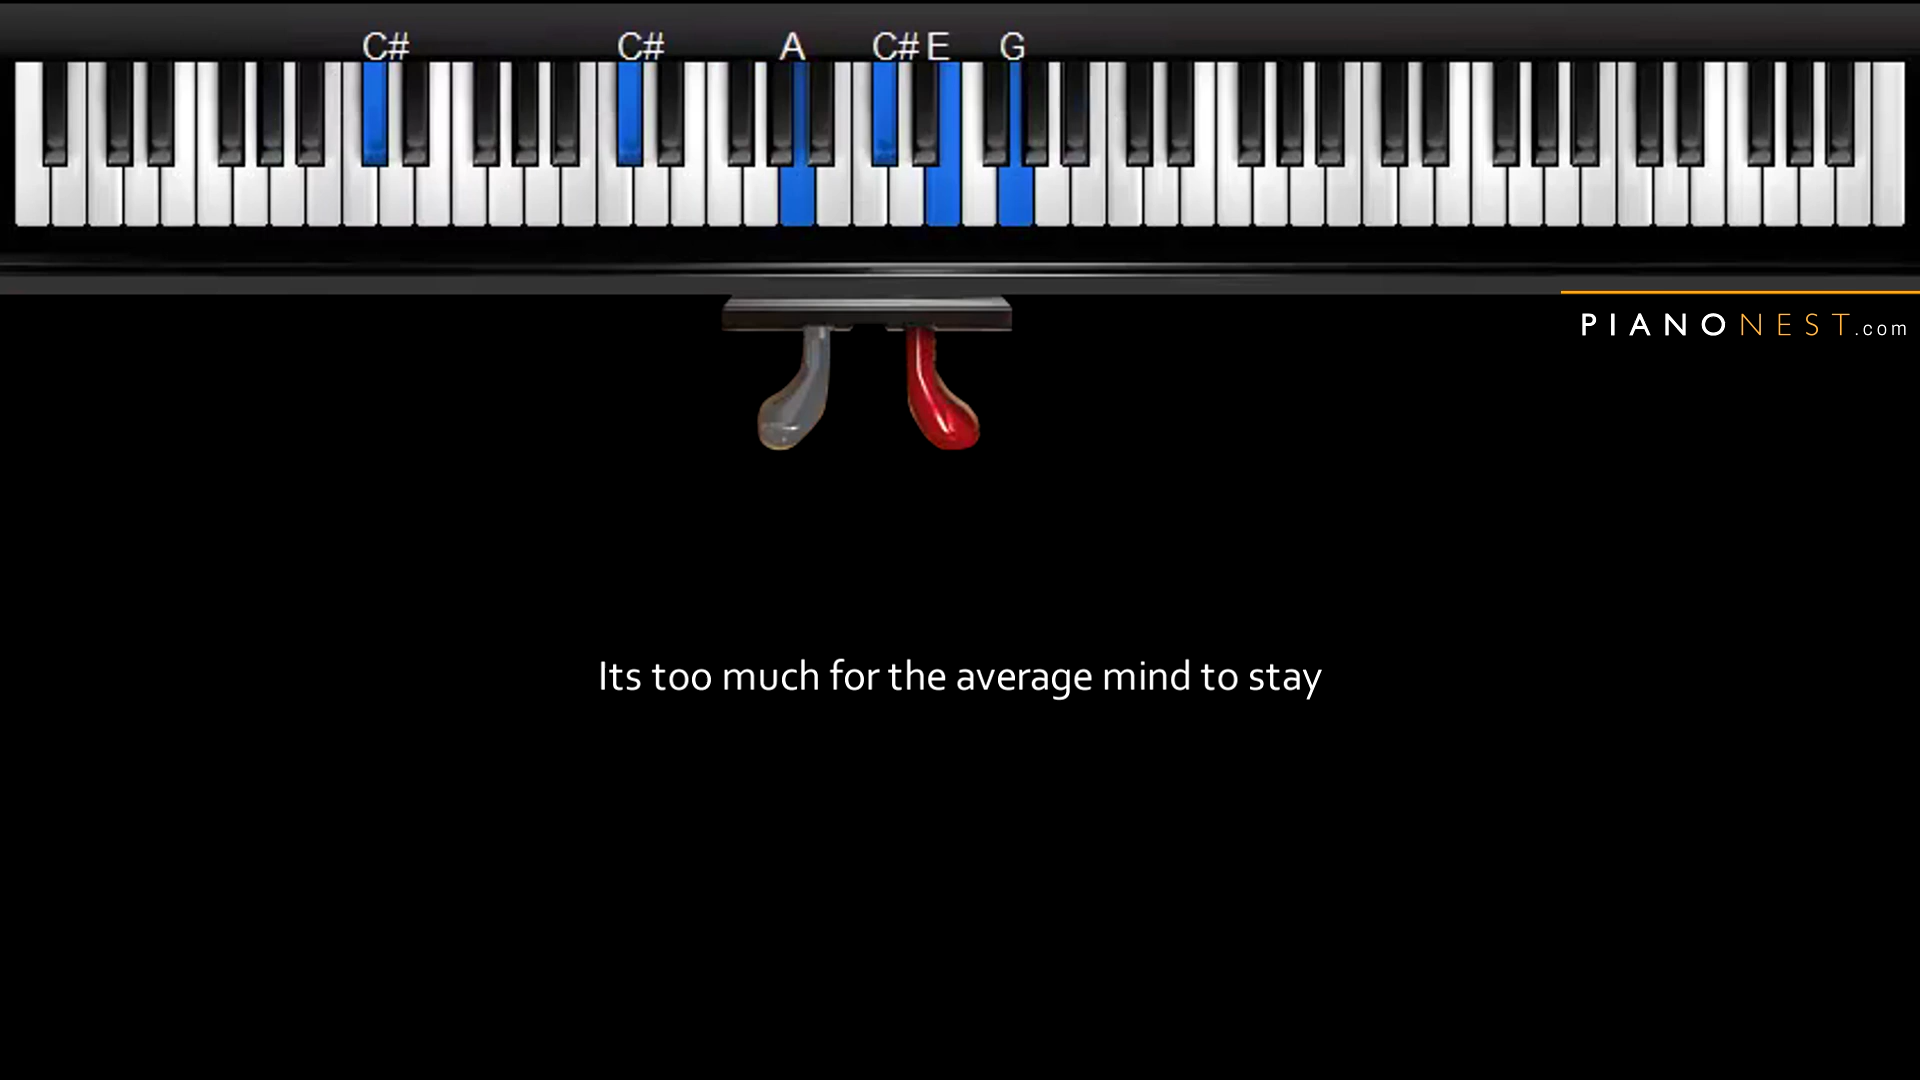 C# C# A C# E G
PIANONEST.com
Its too much for the average mind to stay